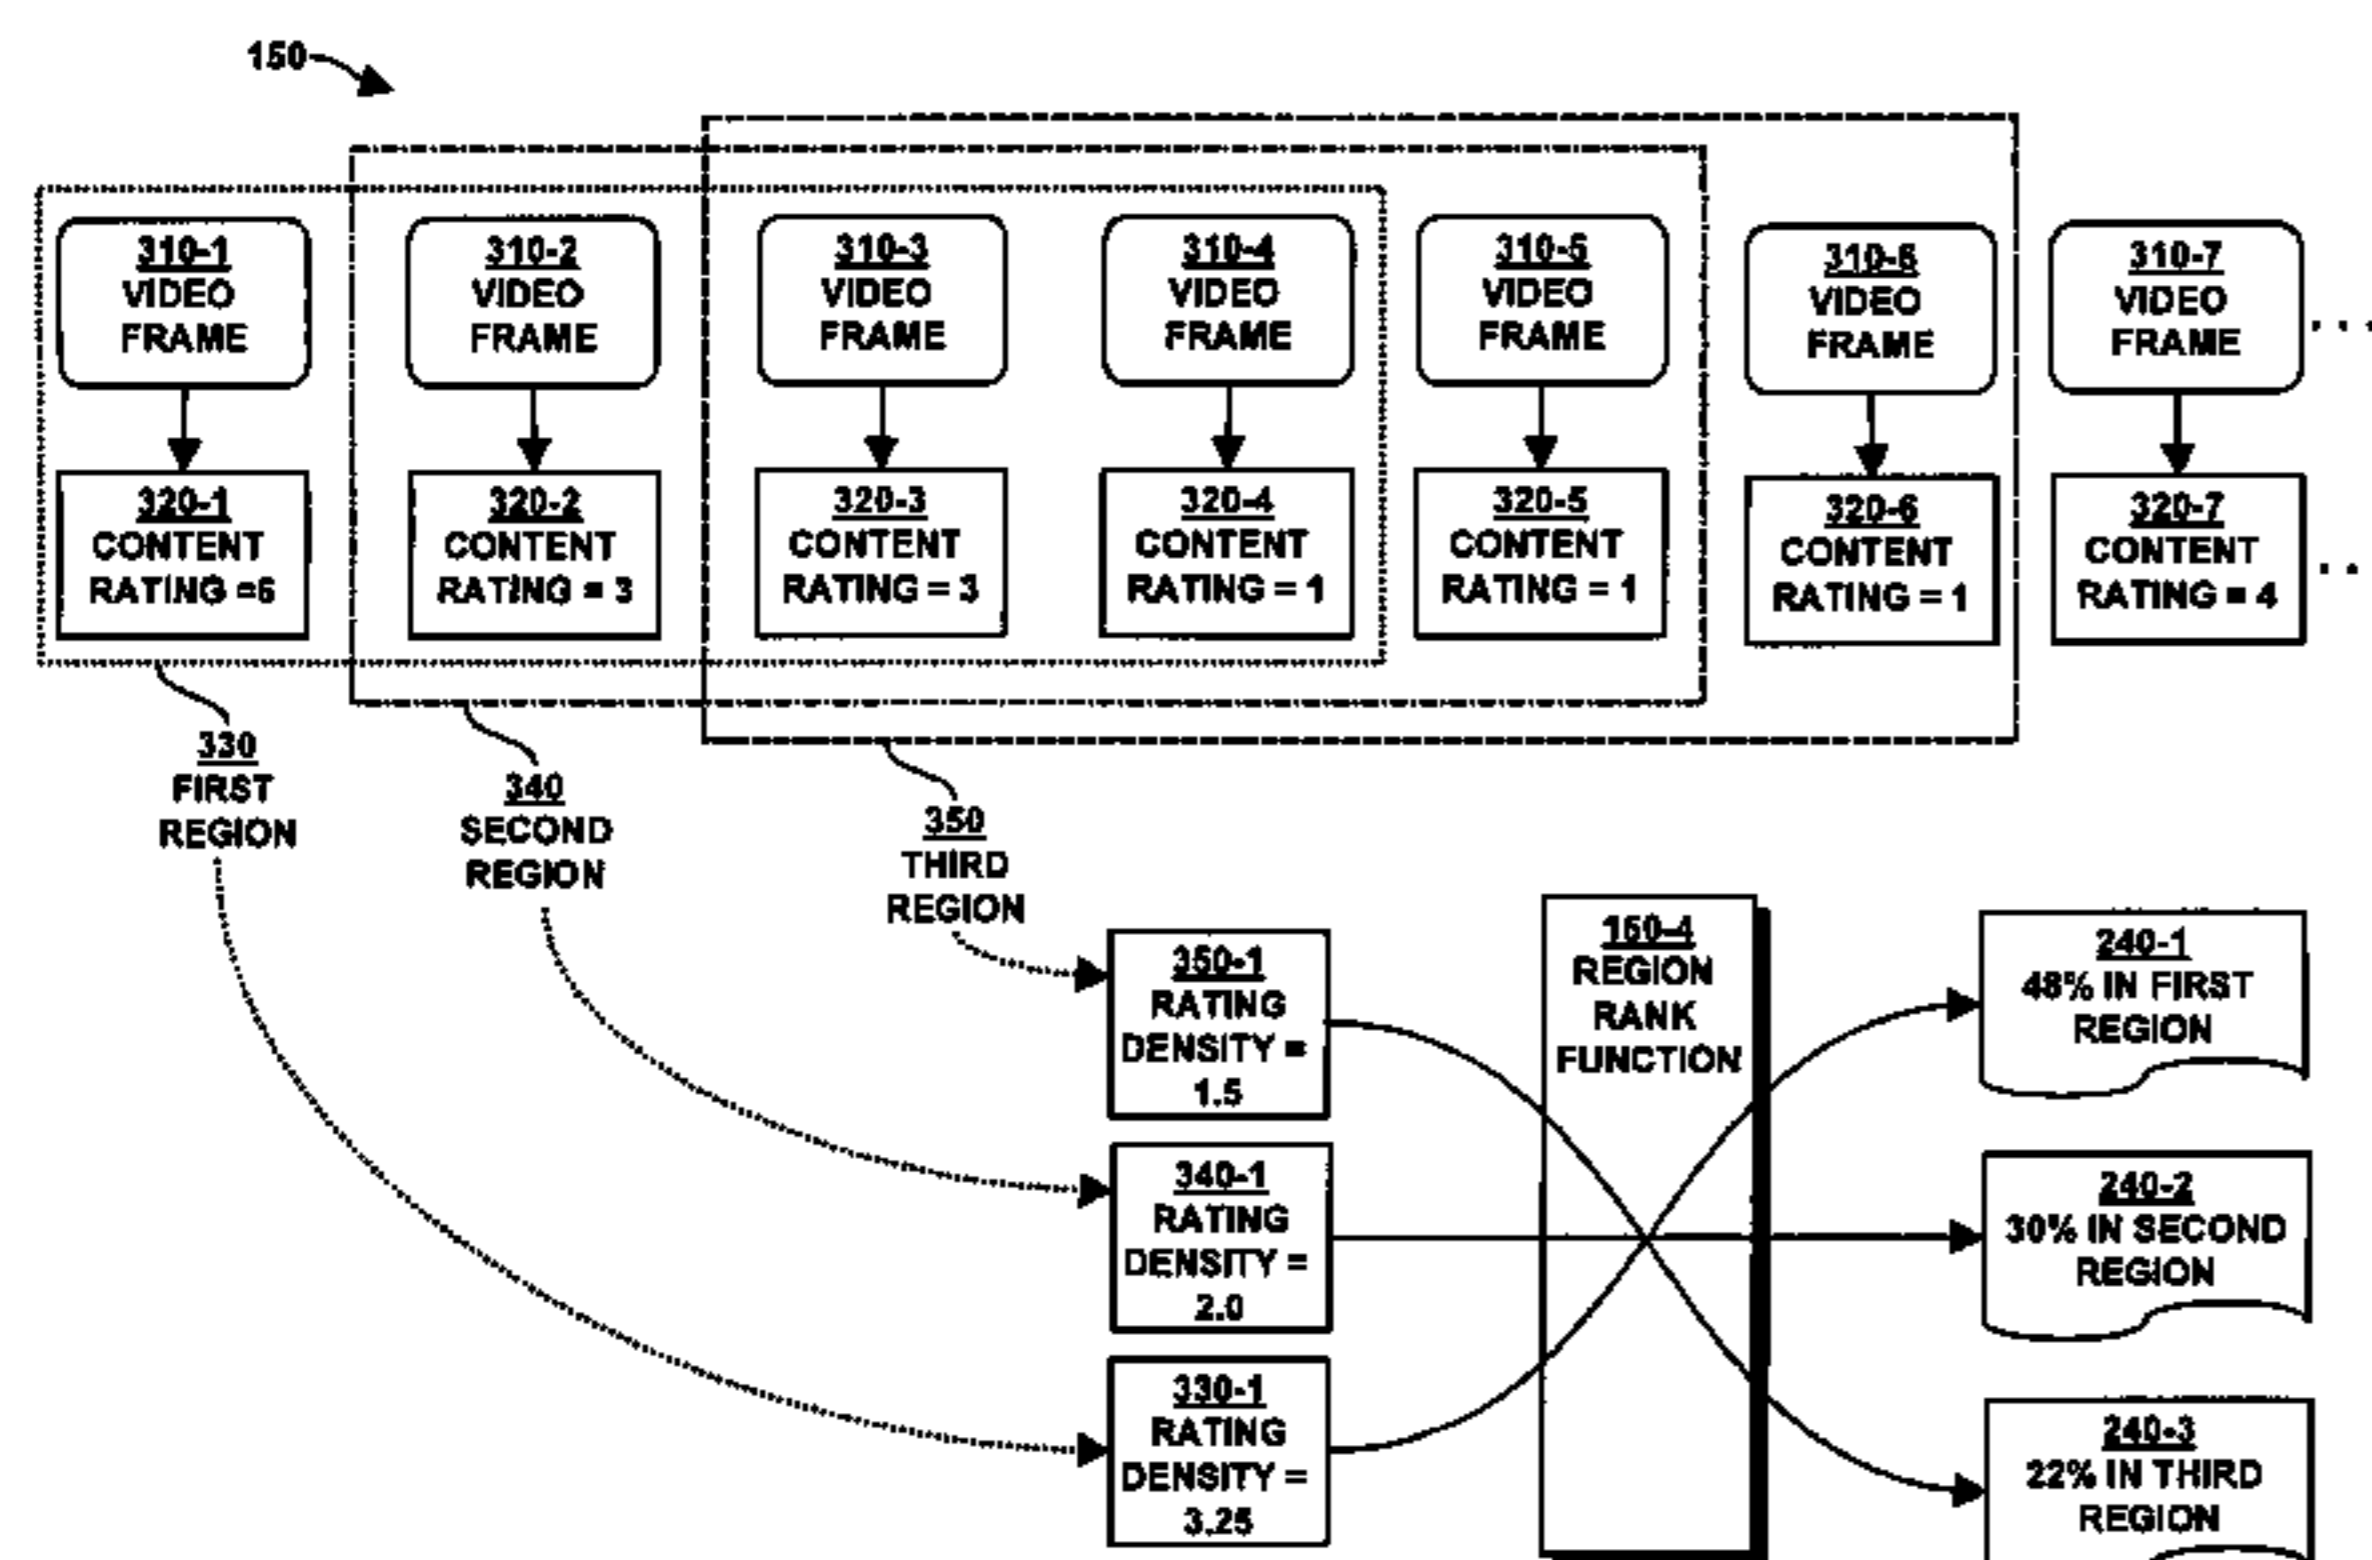 150
310-1
VIDEO
FRAME
310-2
VIDEO
FRAME
310-3
VIDEO
FRAME
310-4
VIDEO
FRAME
310-5
VIDEO
FRAME
310-6
VIDEO
FRAME
310-7
VIDEO
FRAME
. . .
320-1
CONTENT
RATING =6
320-2
CONTENT
RATING = 3
320-3
CONTENT
RATING = 3
320-4
CONTENT
RATING = 1
320-5
CONTENT
RATING = 1
320-6
CONTENT
RATING = 1
320-7
CONTENT
RATING = 4
. .
330
FIRST
REGION
340
SECOND
REGION
350
THIRD
REGION
350-1
RATING
DENSITY =
1.5
340-1
RATING
DENSITY =
2.0
330-1
RATING
DENSITY =
3.25
150-4
REGION
RANK
FUNCTION
240-1
48% IN FIRST
REGION
240-2
30% IN SECOND
REGION
240-3
22% IN THIRD
REGION